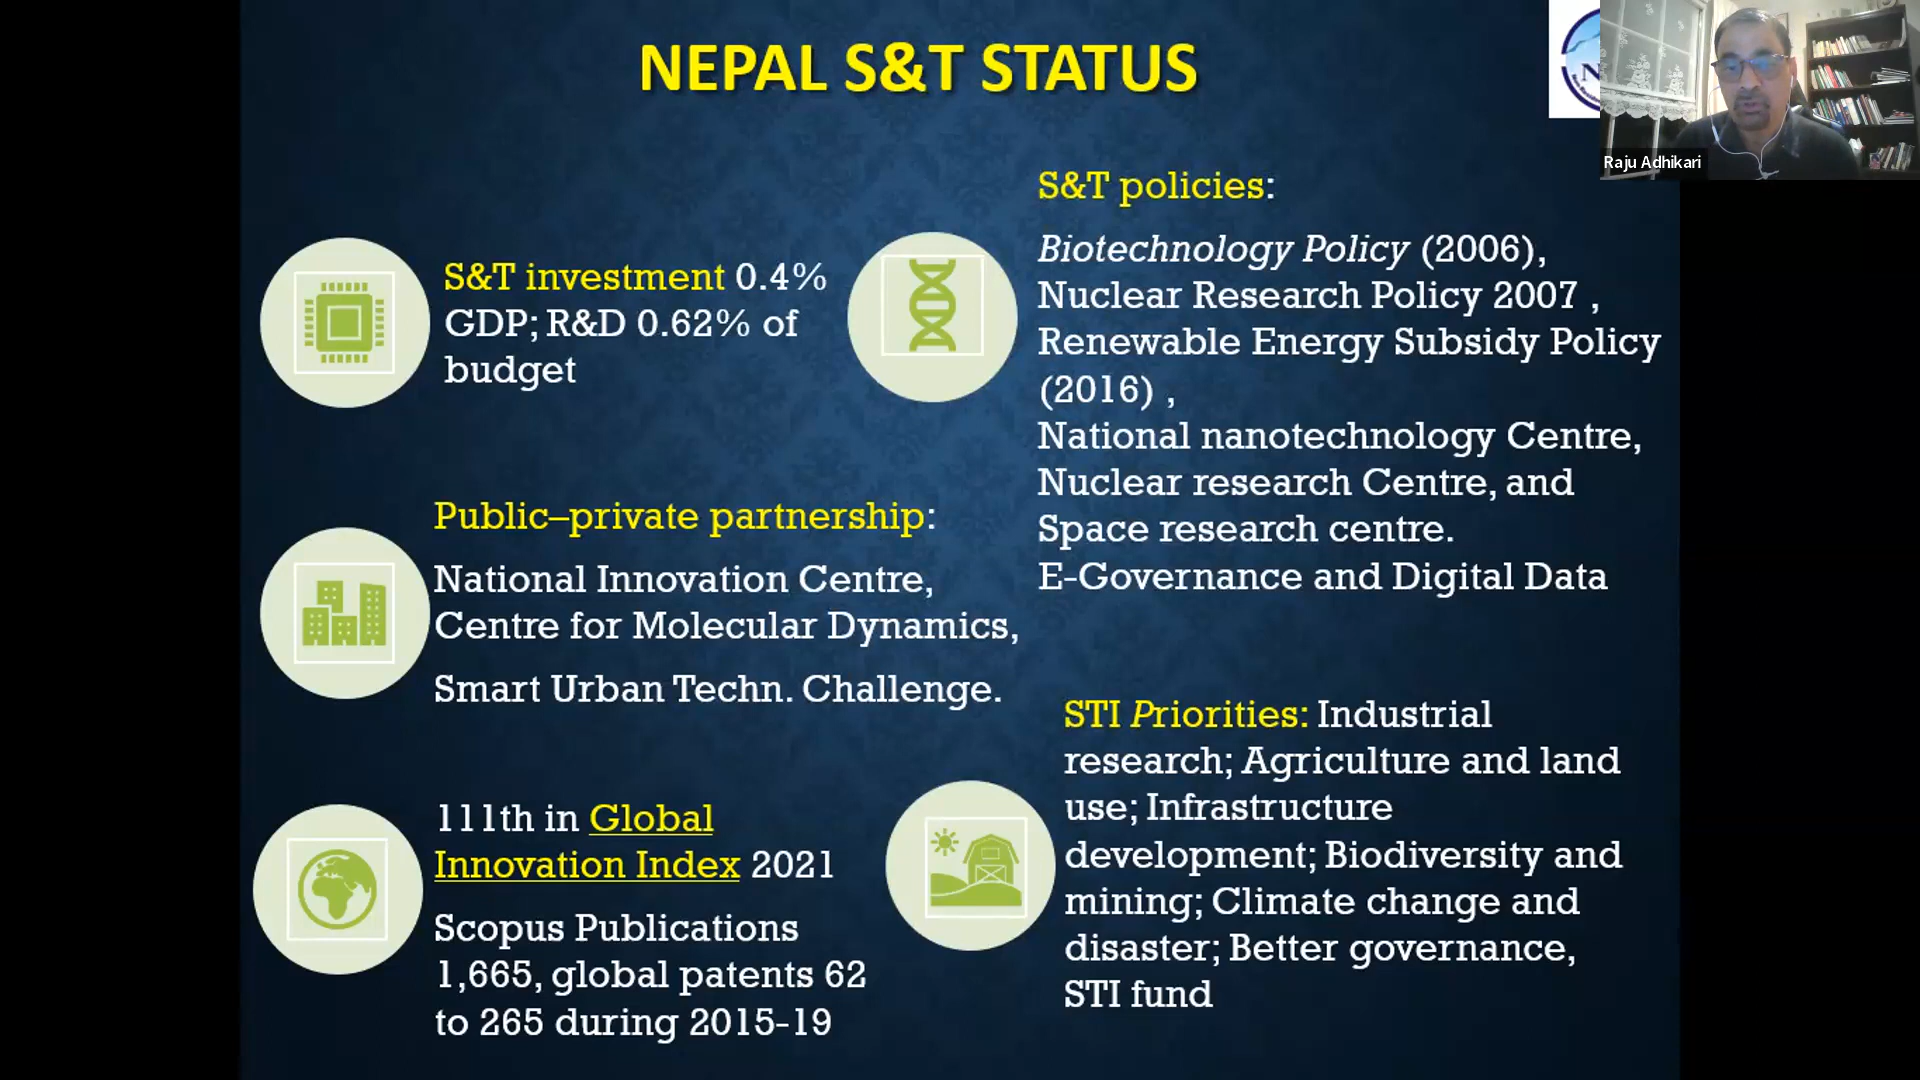 NEPAL S&T STATUS
Raju Adhikari
S&T investment 0.4%
GDP; R&D 0.62% of
budget
S&T policies:
Biotechnology Policy (2006),
Nuclear Research Policy 2007 ,
Renewable Energy Subsidy Policy
(2016) ,
National nanotechnology Centre,
Nuclear research Centre, and
Space research centre.
E-Governance and Digital Data
Public–private partnership:
National Innovation Centre,
Centre for Molecular Dynamics,
Smart Urban Techn. Challenge.
111th in Global
Innovation Index 2021
Scopus Publications
1,665, global patents 62
to 265 during 2015-19
STI Priorities: Industrial
research; Agriculture and land
use; Infrastructure
development; Biodiversity and
mining; Climate change and
disaster; Better governance,
STI fund